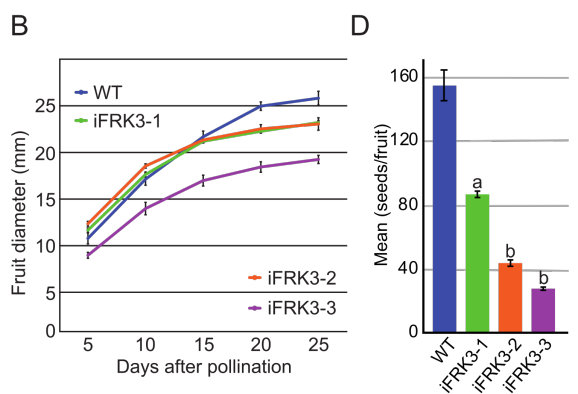 B
Fruit diameter (mm)
25
20
15
10
5
0
WT
iFRK3-1
iFRK3-2
iFRK3-3
5 10 15 20 25
Days after pollination
D
Mean (seeds/fruit)
160
120
80
40
0
a
b
b
WT
iFRK3-1
iFRK3-2
iFRK3-3